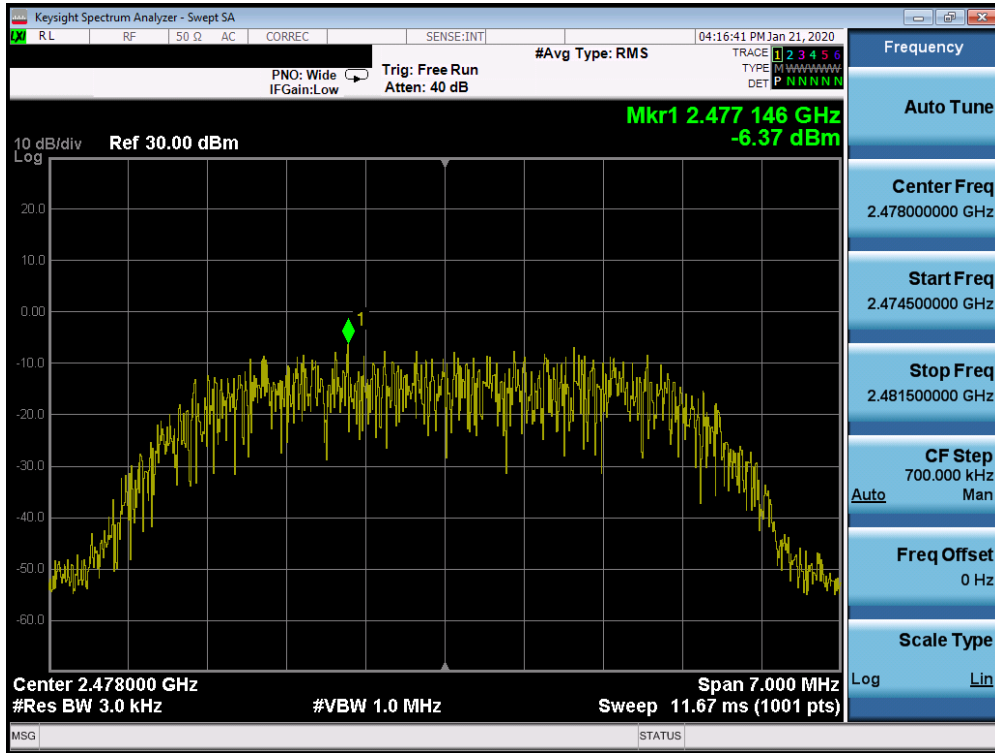 Keysight Spectrum Analyzer - Swept SA
LXI RL RF 50 Ω AC CORREC SENSE:INT 04:16:41 PM Jan 21, 2020
#Avg Type: RMS
TRACE 1 2 3 4 5 6
PNO: Wide Trig: Free Run
TYPE M WWWWW
IFGain:Low Atten: 40 dB
DET P N N N N N
Mkr1 2.477 146 GHz
-6.37 dBm
10 dB/div Ref 30.00 dBm
Log
20.0
10.0
0.00
1
-10.0
-20.0
-30.0
-40.0
-50.0
-60.0
Center 2.478000 GHz Span 7.000 MHz
#Res BW 3.0 kHz #VBW 1.0 MHz Sweep 11.67 ms (1001 pts)
MSG STATUS
Frequency
Auto Tune
Center Freq
2.478000000 GHz
Start Freq
2.474500000 GHz
Stop Freq
2.481500000 GHz
CF Step
700.000 kHz
Auto Man
Freq Offset
0 Hz
Scale Type
Log Lin